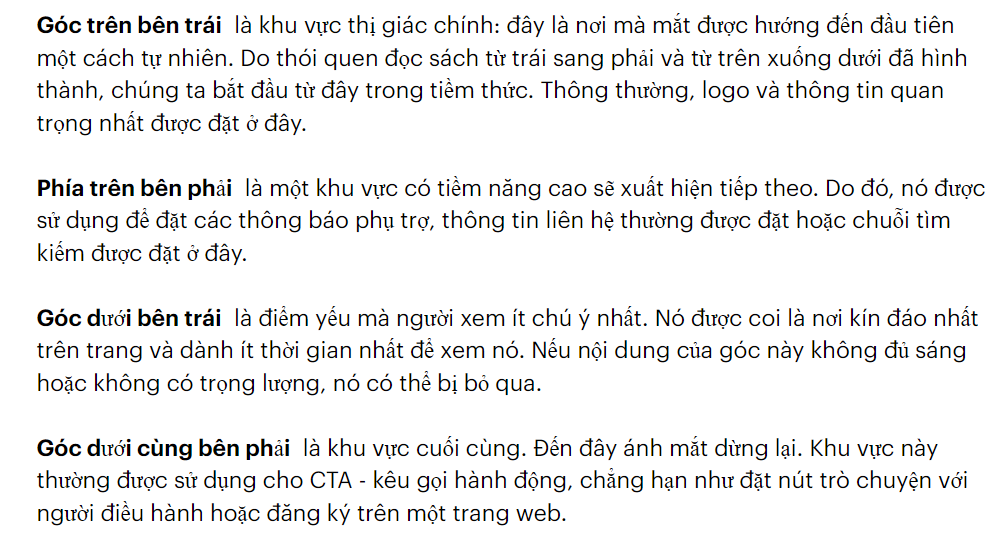 Góc trên bên trái là khu vực thị giác chính: đây là nơi mà mắt được hướng đến đầu tiên
một cách tự nhiên. Do thói quen đọc sách từ trái sang phải và từ trên xuống dưới đã hình
thành, chúng ta bắt đầu từ đây trong tiềm thức. Thông thường, logo và thông tin quan
trọng nhất được đặt ở đây.
Phía trên bên phải là một khu vực có tiềm năng cao sẽ xuất hiện tiếp theo. Do đó, nó được
sử dụng để đặt các thông báo phụ trợ, thông tin liên hệ thường được đặt hoặc chuỗi tìm
kiếm được đặt ở đây.
Góc dưới bên trái là điểm yếu mà người xem ít chú ý nhất. Nó được coi là nơi kín đáo nhất
trên trang và dành ít thời gian nhất để xem nó. Nếu nội dung của góc này không đủ sáng
hoặc không có trọng lượng, nó có thể bị bỏ qua.
Góc dưới cùng bên phải là khu vực cuối cùng. Đến đây ánh mắt dừng lại. Khu vực này
thường được sử dụng cho CTA - kêu gọi hành động, chẳng hạn như đặt nút trò chuyện với
người điều hành hoặc đăng ký trên một trang web.